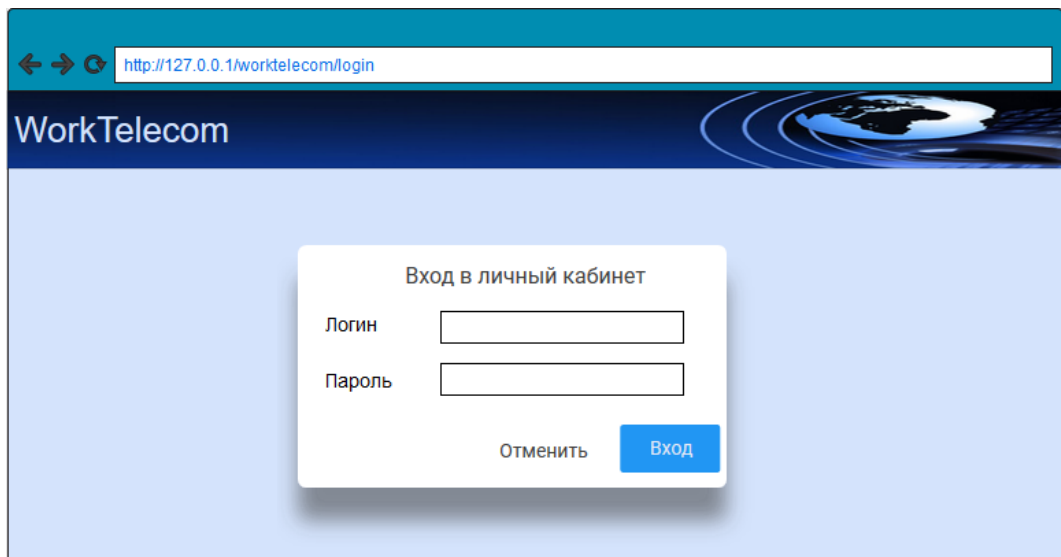 http://127.0.0.1/worktelecom/login
WorkTelecom
Вход в личный кабинет
Логин
Пароль
Отменить Вход